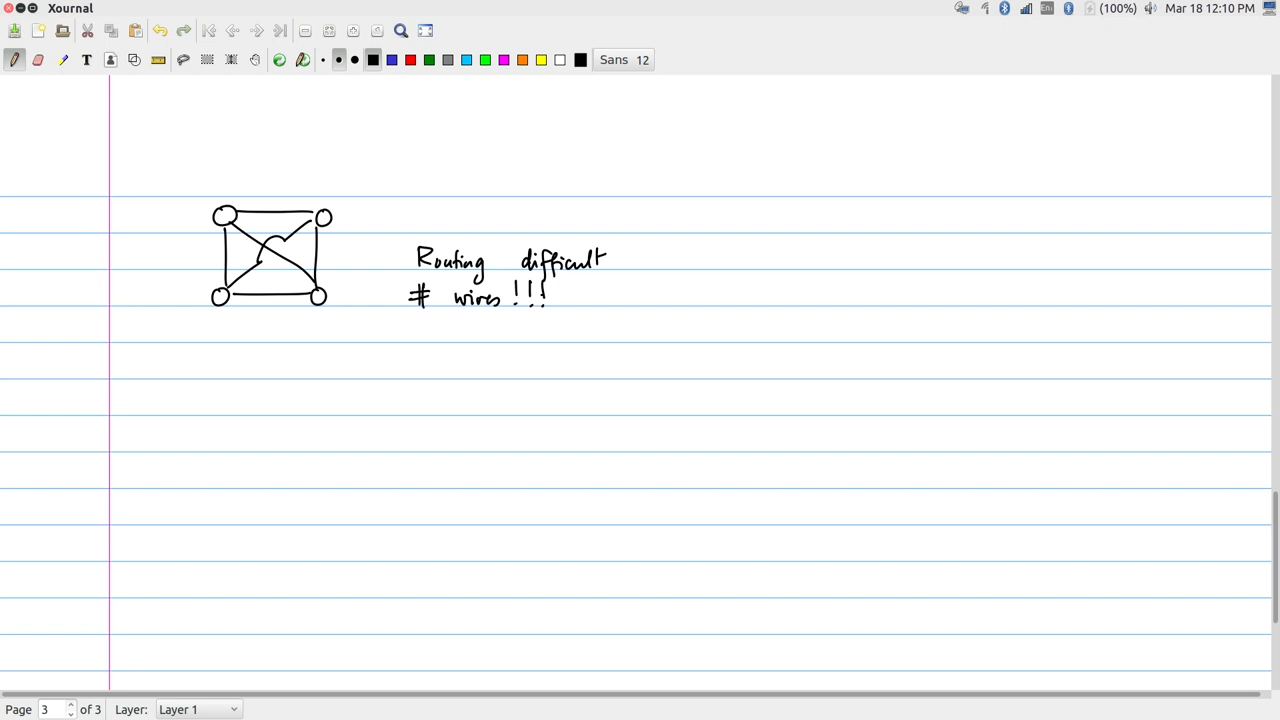 Xournal
(100%) Mar 18 12:10 PM
Sans 12
Routing difficult
# wires !!!
Page 3 of 3 Layer: Layer 1